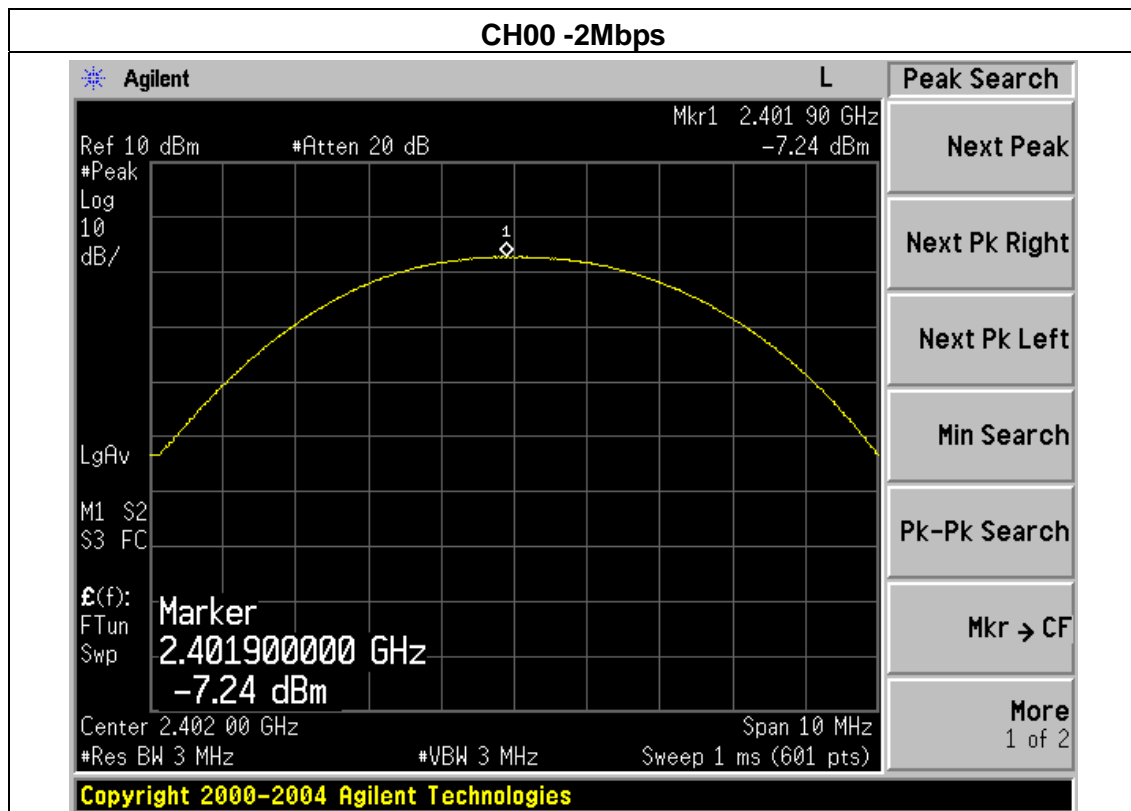 CH00 -2Mbps
Agilent L Peak Search
Mkr1 2.401 90 GHz
Ref 10 dBm #Atten 20 dB -7.24 dBm
#Peak
Log
10
dB/
1
LgAv
M1 S2
S3 FC
£(f):
FTun
Swp
Marker
2.401900000 GHz
-7.24 dBm
Center 2.402 00 GHz Span 10 MHz
#Res BW 3 MHz #VBW 3 MHz Sweep 1 ms (601 pts)
Copyright 2000-2004 Agilent Technologies
Next Peak
Next Pk Right
Next Pk Left
Min Search
Pk-Pk Search
Mkr → CF
More
1 of 2